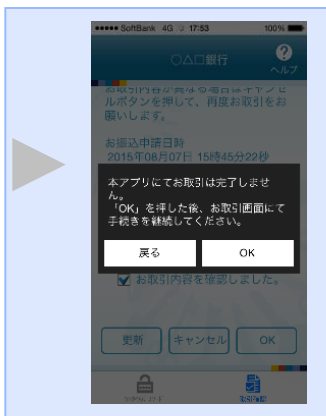 SoftBank 4G 17:53 100%
○△□銀行
?
ヘルプ
お取引内容が異なる場合はキャンセ
ルボタンを押して、再度お取引をお
願いします。
お振込申請日時
2015年08月07日 15時45分22秒
本アプリにてお取引は完了しませ
ん。
「OK」を押した後、お取引画面にて
手続きを継続してください。
戻る OK
お取引内容を確認しました。
更新 キャンセル OK